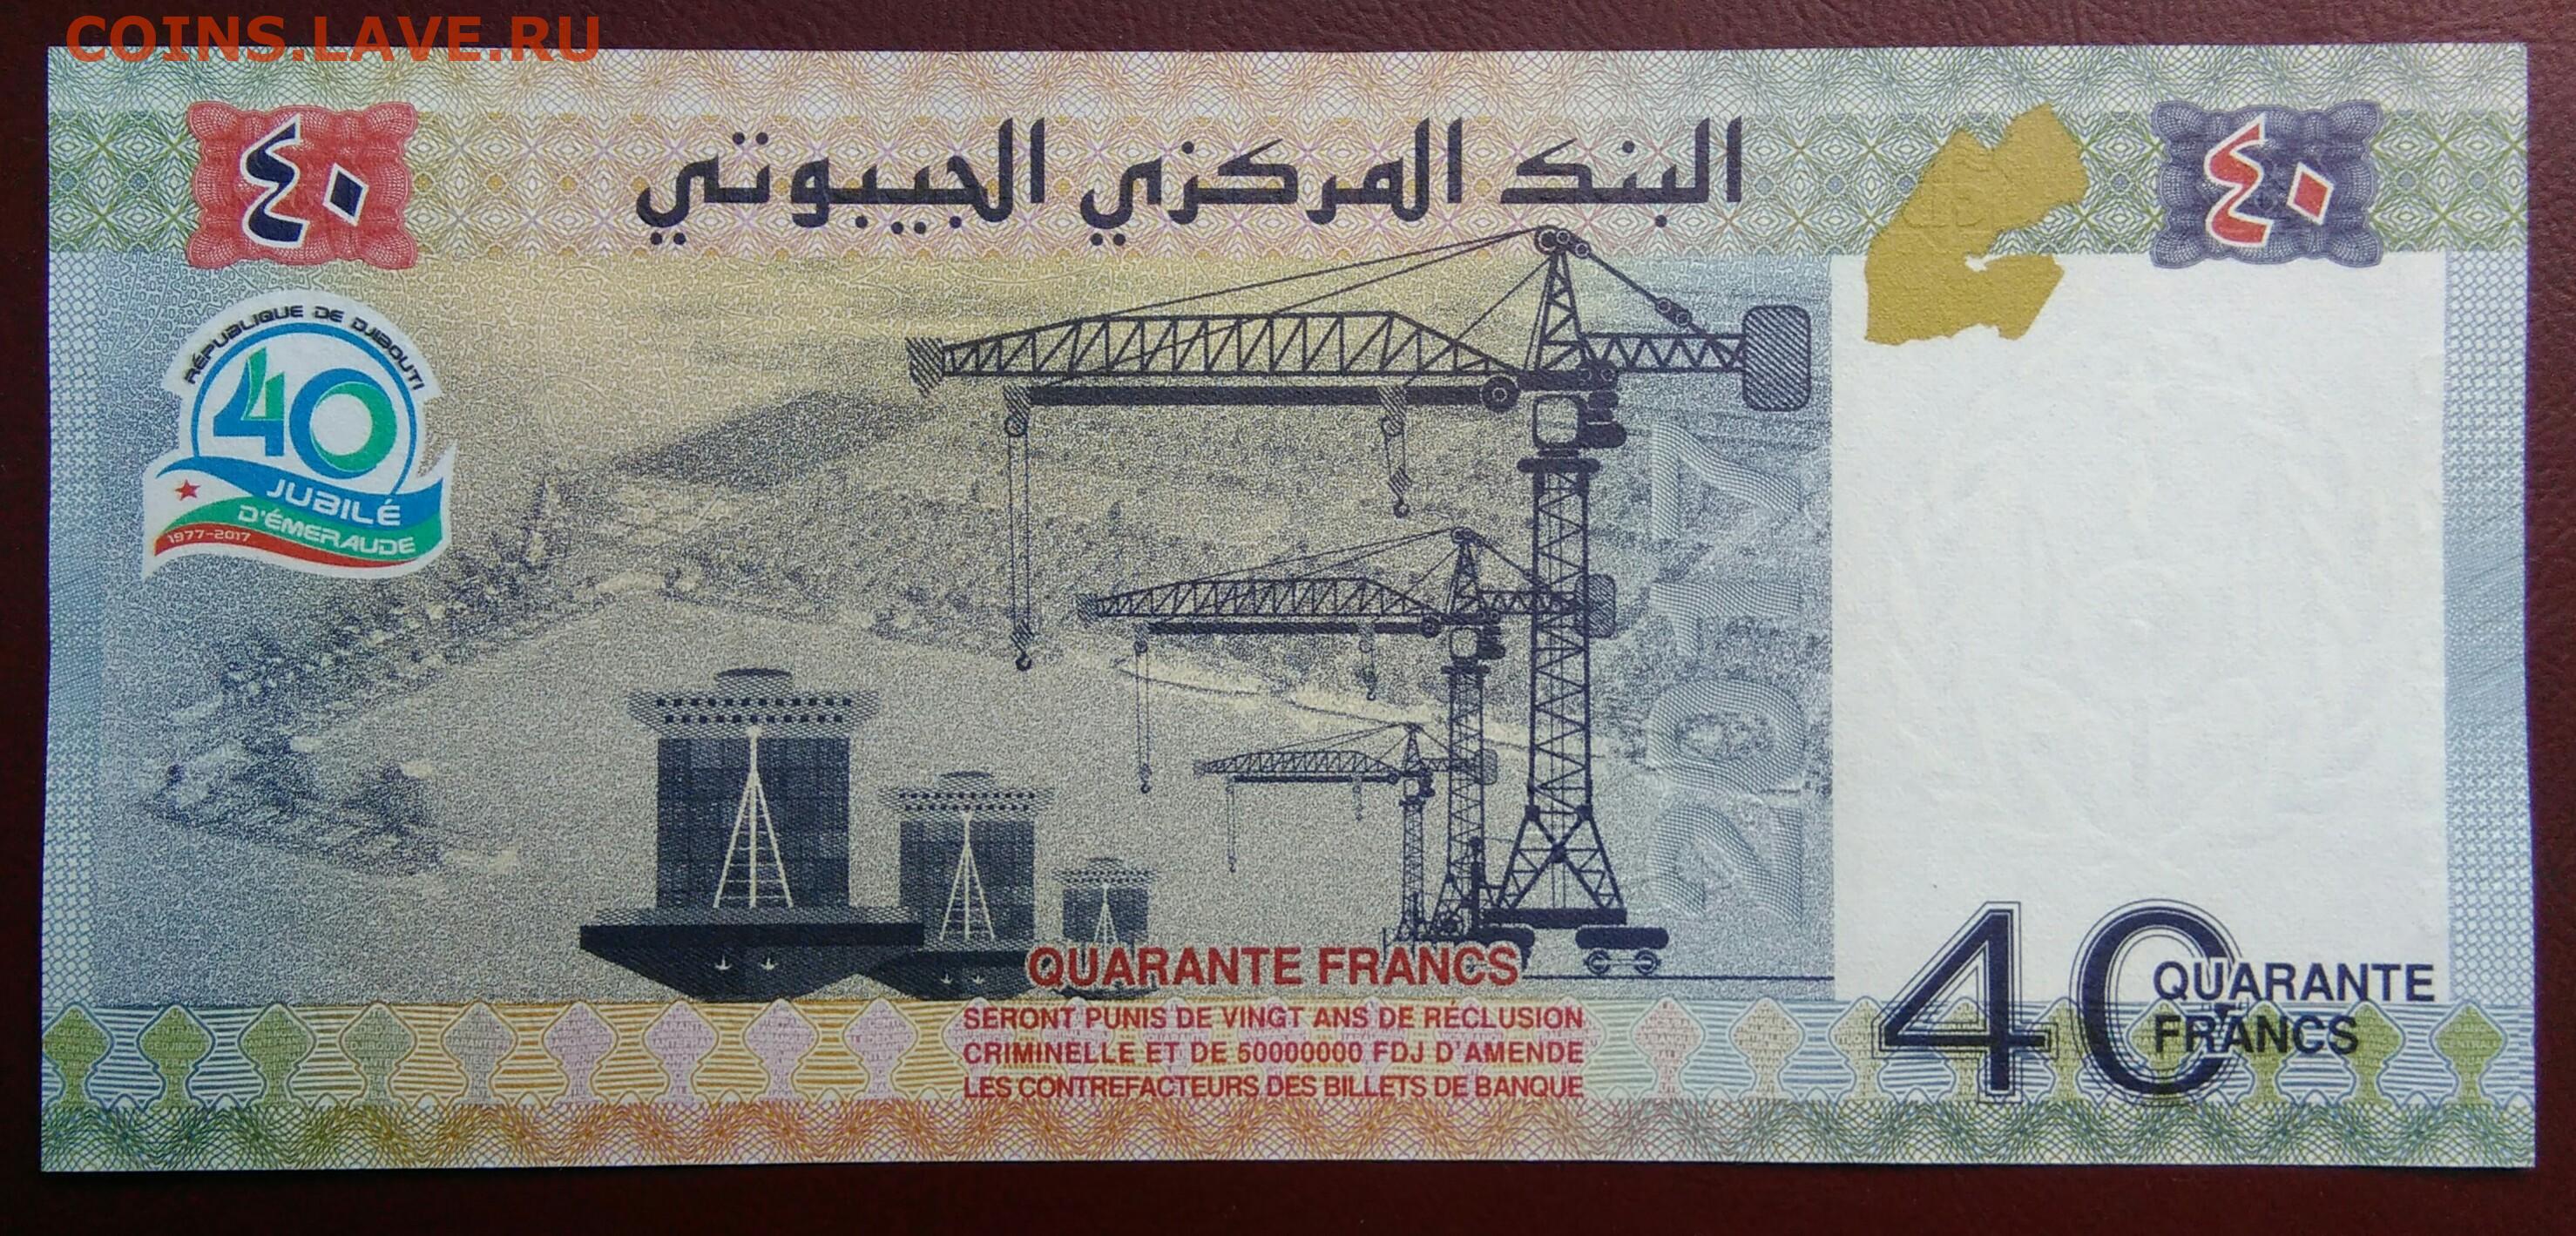 COINS.LAVE.RU
٤٠
البنك المركزي الجيبوتي
٤٠
RÉPUBLIQUE DE DJIBOUTI
40
JUBILÉ
D'ÉMERAUDE
1977-2017
2017
QUARANTE FRANCS
SERONT PUNIS DE VINGT ANS DE RÉCLUSION
CRIMINELLE ET DE 50000000 FDJ D'AMENDE
LES CONTREFACTEURS DES BILLETS DE BANQUE
40
QUARANTE
FRANCS